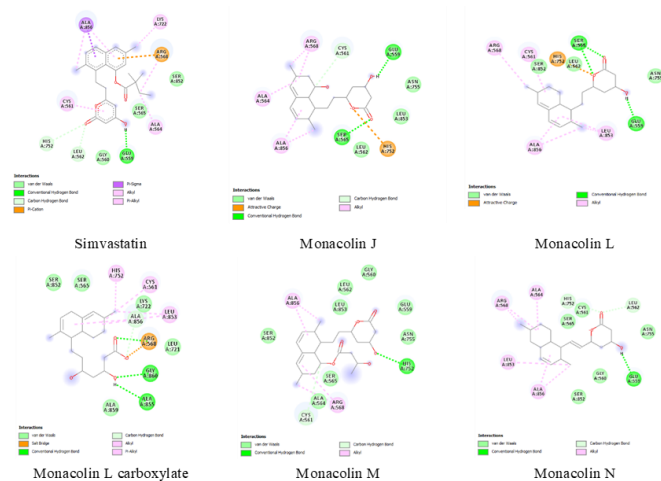 ALA
A:856
LYS
A:722
ARG
A:568
SER
A:852
CYS
A:561
SER
A:565
ALA
A:564
HIS
A:752
LEU
A:562
GLY
A:560
GLU
A:559
Interactions
van der Waals
Conventional Hydrogen Bond
Carbon Hydrogen Bond
Pi-Cation
Pi-Sigma
Alkyl
Pi-Alkyl
Simvastatin
ARG
A:568
CYS
A:561
GLU
A:559
ASN
A:755
ALA
A:564
LEU
A:853
SER
A:565
HIS
A:752
ALA
A:856
LEU
A:562
Interactions
van der Waals
Attractive Charge
Conventional Hydrogen Bond
Carbon Hydrogen Bond
Alkyl
Monacolin J
ARG
A:568
CYS
A:561
SER
A:852
HIS
A:752
LEU
A:562
SER
A:565
ASN
A:755
GLU
A:559
LEU
A:853
ALA
A:856
Interactions
van der Waals
Attractive Charge
Conventional Hydrogen Bond
Alkyl
Monacolin L
SER
A:852
SER
A:565
HIS
A:752
CYS
A:561
LYS
A:722
ALA
A:856
LEU
A:853
ARG
A:568
LEU
A:721
GLY
A:860
ALA
A:855
ALA
A:859
Interactions
van der Waals
Salt Bridge
Conventional Hydrogen Bond
Carbon Hydrogen Bond
Alkyl
Pi-Alkyl
Monacolin L carboxylate
ALA
A:856
LEU
A:562
GLY
A:560
LEU
A:853
GLU
A:559
SER
A:852
ASN
A:755
HIS
A:752
SER
A:565
ALA
A:564
ARG
A:568
CYS
A:561
Interactions
van der Waals
Conventional Hydrogen Bond
Carbon Hydrogen Bond
Alkyl
Monacolin M
ARG
A:568
ALA
A:564
HIS
A:752
CYS
A:561
SER
A:565
LEU
A:562
ASN
A:755
LEU
A:853
ALA
A:856
GLY
A:560
SER
A:852
GLU
A:559
Interactions
van der Waals
Conventional Hydrogen Bond
Carbon Hydrogen Bond
Alkyl
Monacolin N